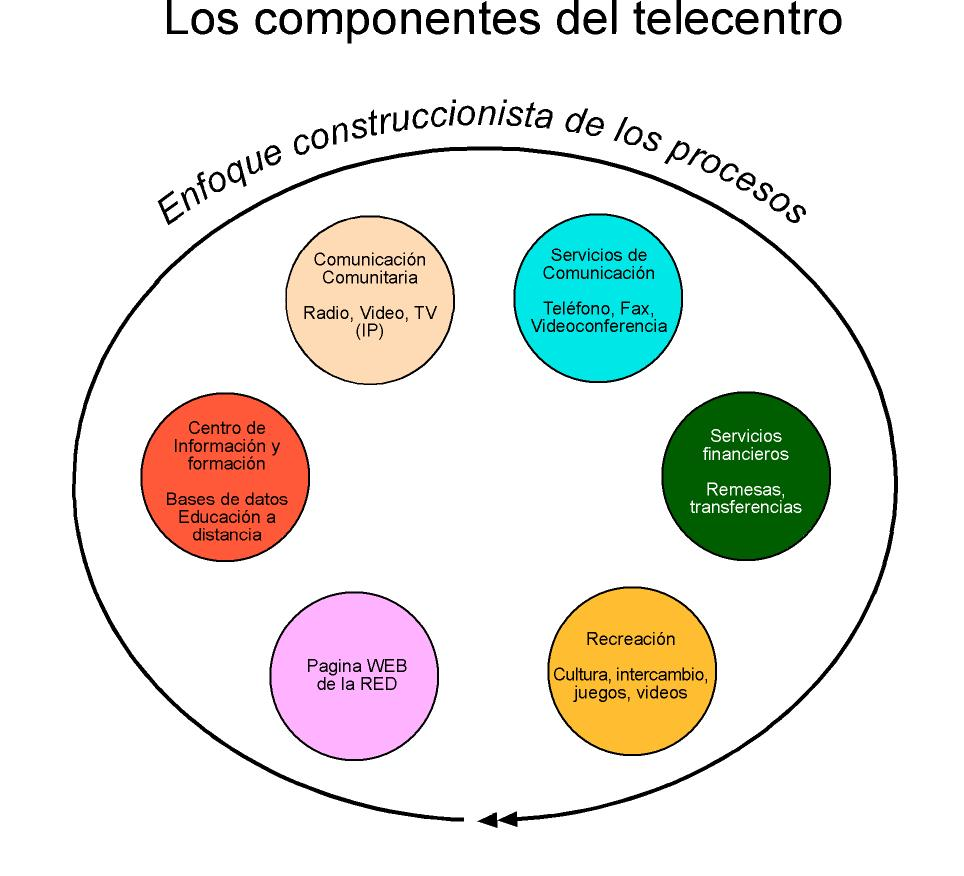 Los componentes del telecentro
Enfoque construccionista de los procesos
Comunicación
Comunitaria
Radio, Video, TV
(IP)
Servicios de
Comunicación
Teléfono, Fax,
Videoconferencia
Centro de
Información y
formación
Bases de datos
Educación a
distancia
Servicios
financieros
Remesas,
transferencias
Pagina WEB
de la RED
Recreación
Cultura, intercambio,
juegos, videos